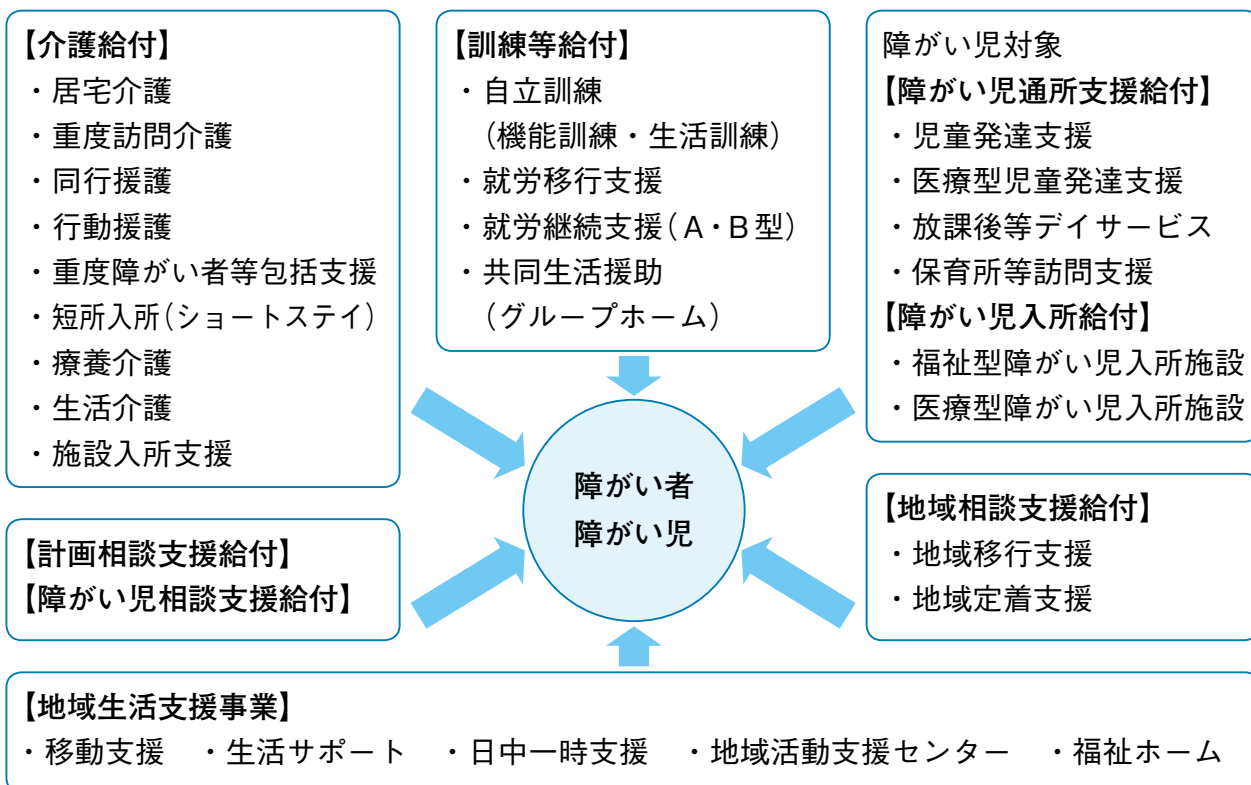 【介護給付】
・居宅介護
・重度訪問介護
・同行援護
・行動援護
・重度障がい者等包括支援
・短所入所(ショートステイ)
・療養介護
・生活介護
・施設入所支援
【訓練等給付】
・自立訓練
(機能訓練・生活訓練)
・就労移行支援
・就労継続支援(A・B型)
・共同生活援助
(グループホーム)
障がい児対象
【障がい児通所支援給付】
・児童発達支援
・医療型児童発達支援
・放課後等デイサービス
・保育所等訪問支援
【障がい児入所給付】
・福祉型障がい児入所施設
・医療型障がい児入所施設
障がい者
障がい児
【計画相談支援給付】
【障がい児相談支援給付】
【地域相談支援給付】
・地域移行支援
・地域定着支援
【地域生活支援事業】
・移動支援 ・生活サポート ・日中一時支援 ・地域活動支援センター ・福祉ホーム